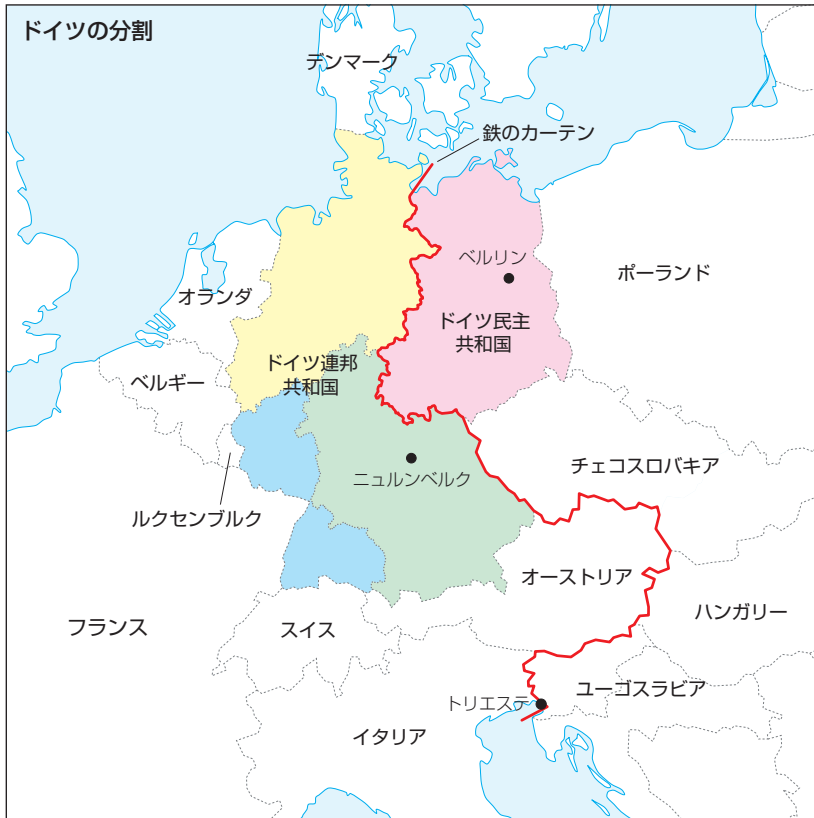 ドイツの分割
デンマーク
鉄のカーテン
ベルリン
ポーランド
オランダ
ドイツ民主
共和国
ドイツ連邦
共和国
ベルギー
チェコスロバキア
ニュルンベルク
ルクセンブルク
オーストリア
ハンガリー
フランス
スイス
ユーゴスラビア
トリエステ
イタリア